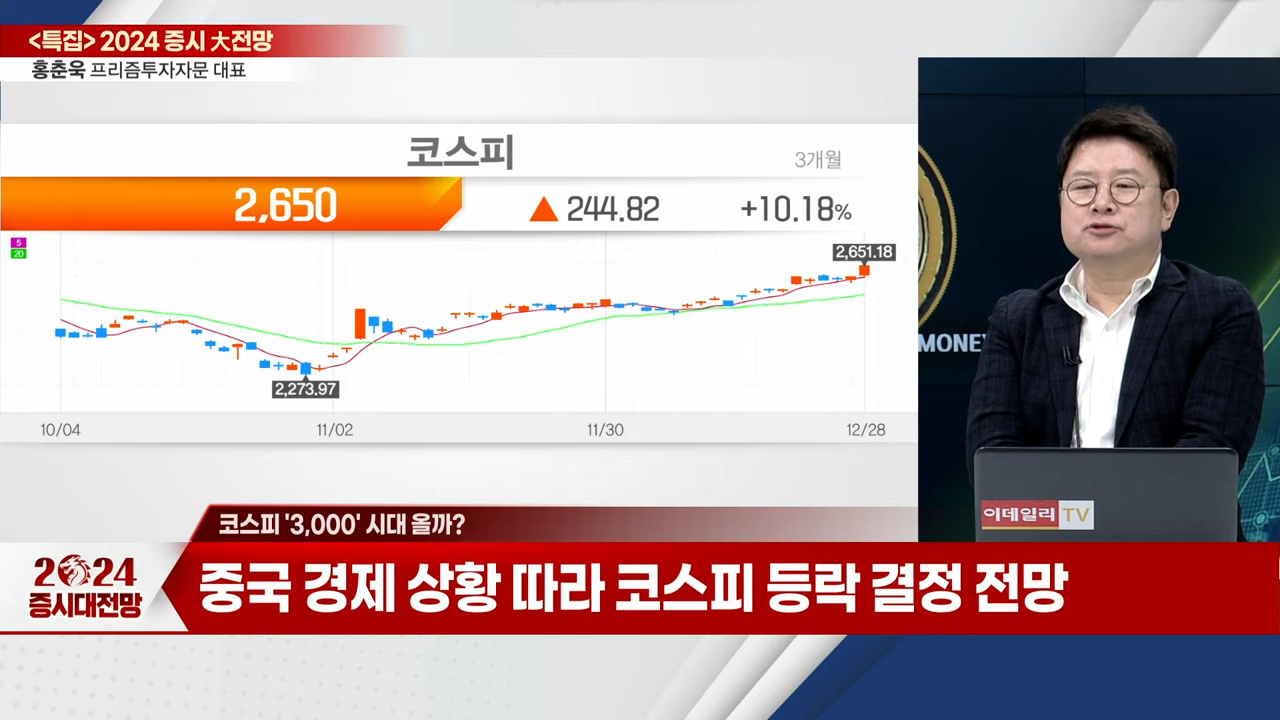 <특집> 2024 증시 大전망
홍춘욱 프리즘투자자문 대표
코스피
3개월
2,650 ▲ 244.82 +10.18%
5
20
2,651.18
2,273.97
10/04 11/02 11/30 12/28
MONEY
이데일리 TV
코스피 '3,000' 시대 올까?
2024
증시대전망
중국 경제 상황 따라 코스피 등락 결정 전망